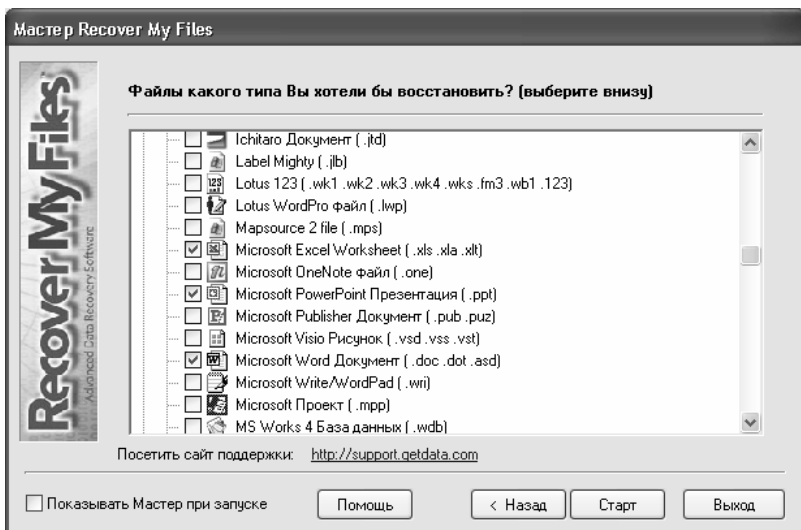 Мастер Recover My Files
Recover My Files
Advanced Data Recovery Software
Файлы какого типа Вы хотели бы восстановить? (выберите внизу)
Ichitaro Документ ( .jtd)
Label Mighty ( .jlb)
Lotus 123 ( .wk1 .wk2 .wk3 .wk4 .wks .fm3 .wb1 .123)
Lotus WordPro файл ( .lwp)
Mapsource 2 file ( .mps)
Microsoft Excel Worksheet ( .xls .xla .xlt)
Microsoft OneNote файл ( .one)
Microsoft PowerPoint Презентация ( .ppt)
Microsoft Publisher Документ ( .pub .puz)
Microsoft Visio Рисунок ( .vsd .vss .vst)
Microsoft Word Документ ( .doc .dot .asd)
Microsoft Write/WordPad ( .wri)
Microsoft Проект ( .mpp)
MS Works 4 База данных ( .wdb)
Посетить сайт поддержки: http://support.getdata.com
Показывать Мастер при запуске
Помощь
< Назад
Старт
Выход